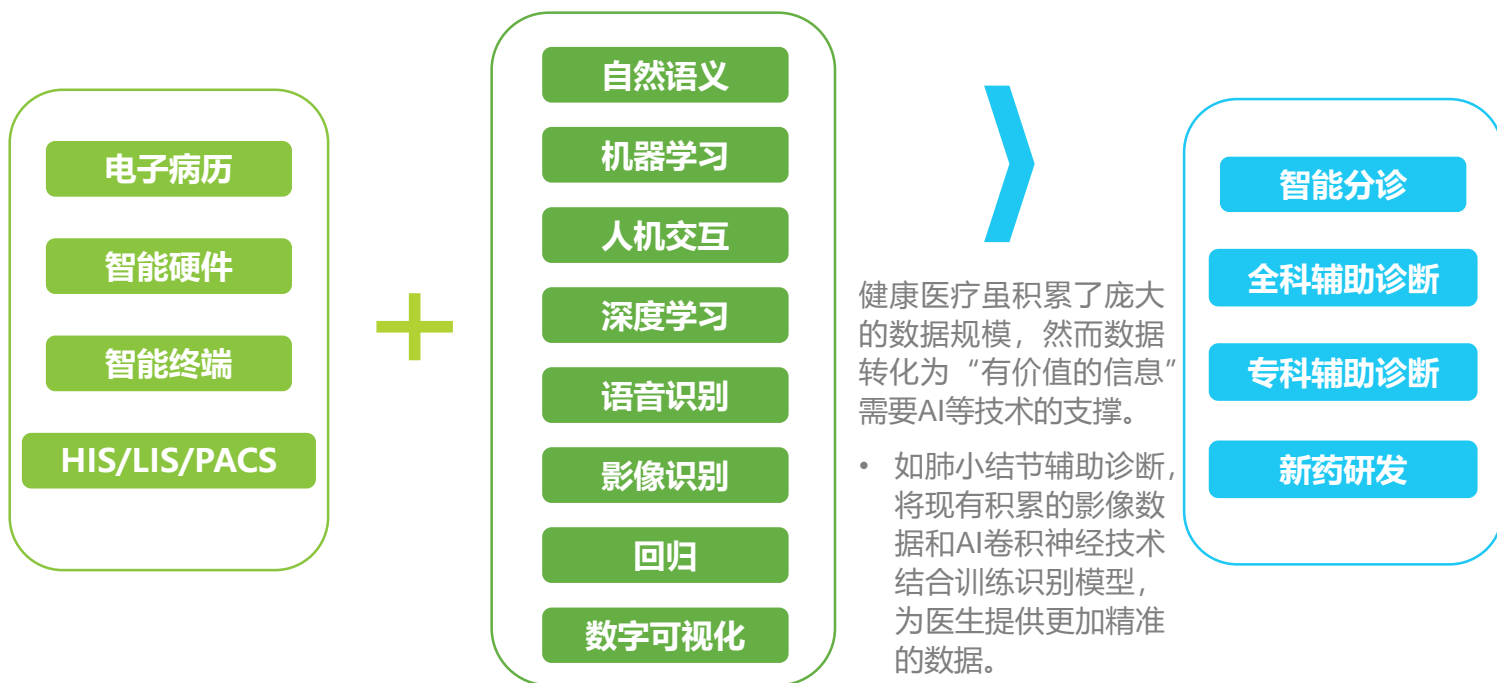 电子病历
智能硬件
智能终端
HIS/LIS/PACS
自然语义
机器学习
人机交互
深度学习
语音识别
影像识别
回归
数字可视化
健康医疗虽积累了庞大
的数据规模，然而数据
转化为“有价值的信息”
需要AI等技术的支撑。
• 如肺小结节辅助诊断，
将现有积累的影像数
据和AI卷积神经技术
结合训练识别模型，
为医生提供更加精准
的数据。
智能分诊
全科辅助诊断
专科辅助诊断
新药研发